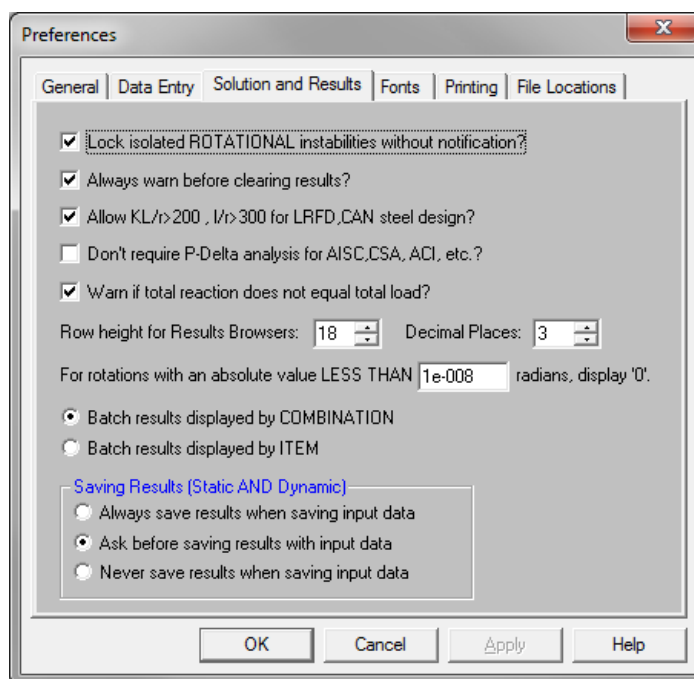 Preferences
General Data Entry Solution and Results Fonts Printing File Locations
Lock isolated ROTATIONAL instabilities without notification?
Always warn before clearing results?
Allow KL/r>200 , l/r>300 for LRFD,CAN steel design?
Don't require P-Delta analysis for AISC,CSA, ACI, etc.?
Warn if total reaction does not equal total load?
Row height for Results Browsers: 18 Decimal Places: 3
For rotations with an absolute value LESS THAN 1e-008 radians, display '0'.
Batch results displayed by COMBINATION
Batch results displayed by ITEM
Saving Results (Static AND Dynamic)
Always save results when saving input data
Ask before saving results with input data
Never save results when saving input data
OK Cancel Apply Help